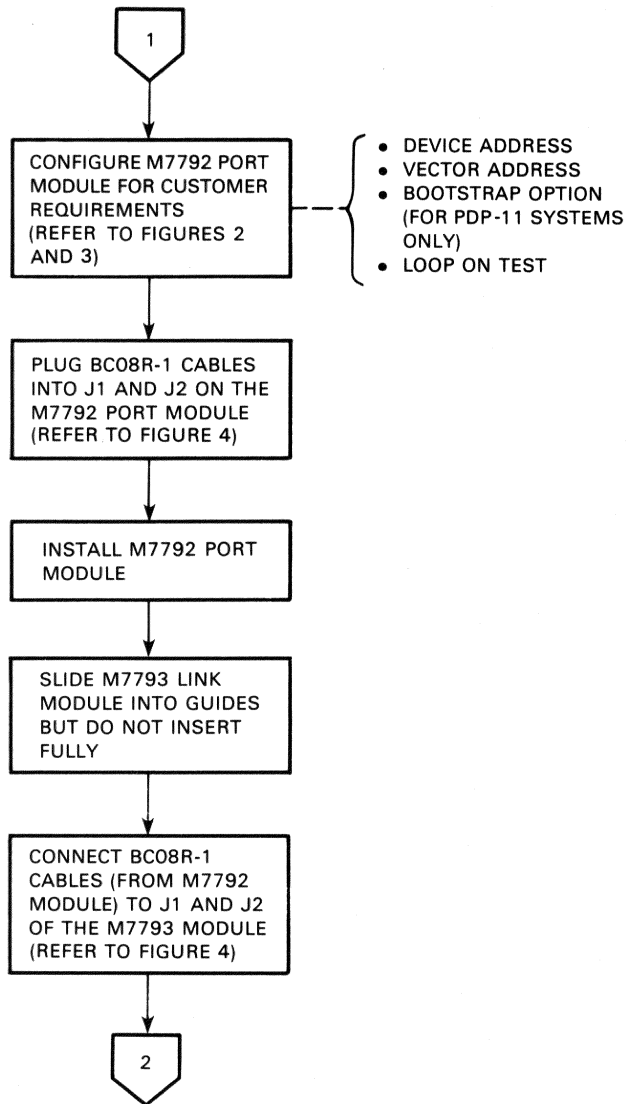 1
CONFIGURE M7792 PORT
MODULE FOR CUSTOMER
REQUIREMENTS
(REFER TO FIGURES 2
AND 3)
• DEVICE ADDRESS
• VECTOR ADDRESS
• BOOTSTRAP OPTION
(FOR PDP-11 SYSTEMS
ONLY)
• LOOP ON TEST
PLUG BC08R-1 CABLES
INTO J1 AND J2 ON THE
M7792 PORT MODULE
(REFER TO FIGURE 4)
INSTALL M7792 PORT
MODULE
SLIDE M7793 LINK
MODULE INTO GUIDES
BUT DO NOT INSERT
FULLY
CONNECT BC08R-1
CABLES (FROM M7792
MODULE) TO J1 AND J2
OF THE M7793 MODULE
(REFER TO FIGURE 4)
2